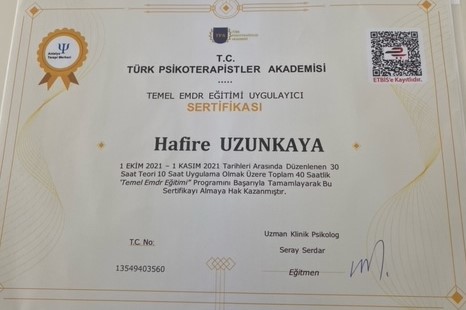 T.C.
TÜRK PSİKOTERAPİSTLER AKADEMİSİ
TEMEL EMDR EĞİTİMİ UYGULAYICI
SERTİFİKASI
ETBİS'e Kayıtlıdır.
Hafire UZUNKAYA
1 EKİM 2021 – 1 KASIM 2021 Tarihleri Arasında Düzenlenen 30
Saat Teori 10 Saat Uygulama Olmak Üzere Toplam 40 Saatlik
"Temel Emdr Eğitimi" Programını Başarıyla Tamamlayarak Bu
Sertifikayı Almaya Hak Kazanmıştır.
T.C. No:
13549403560
Uzman Klinik Psikolog
Seray Serdar
Eğitmen